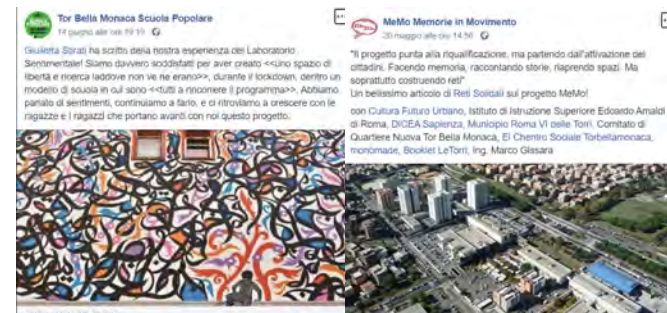 Tor Bella Monaca Scuola Popolare
14 giugno alle ore 19:19
Giulietta Stirati ha scritto della nostra esperienza del Laboratorio
Sentimentale! Siamo davvero soddisfatti per aver creato <<uno spazio di
libertà e ricerca laddove non ve ne erano>>, durante il lockdown, dentro un
modello di scuola in cui sono <<tutti a rincorrere il programma>>. Abbiamo
parlato di sentimenti, continuiamo a farlo, e ci ritroviamo a crescere con le
ragazze e i ragazzi che portano avanti con noi questo progetto.
MeMo Memorie in Movimento
20 maggio alle ore 14:56
"Il progetto punta alla riqualificazione, ma partendo dall'attivazione dei
cittadini. Facendo memoria, raccontando storie, riaprendo spazi. Ma
soprattutto costruendo reti"
Un bellissimo articolo di Reti Solidali sul progetto MeMo!
con Cultura Futuro Urbano, Istituto di Istruzione Superiore Edoardo Amaldi
di Roma, DICEA Sapienza, Municipio Roma VI delle Torri, Comitato di
Quartiere Nuova Tor Bella Monaca, El Chentro Sociale Torbellamonaca,
monomade, Booklet LeTorri, Ing. Marco Glissara